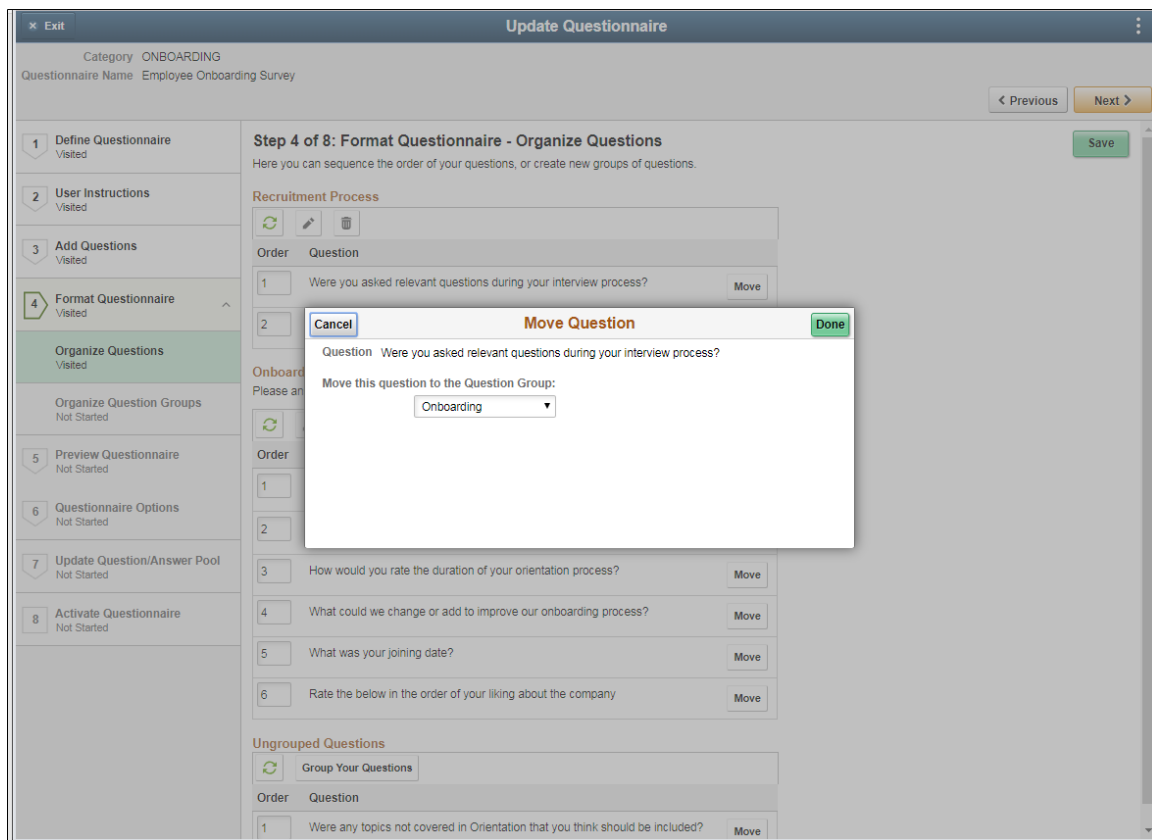 × Exit
Update Questionnaire
Category ONBOARDING
Questionnaire Name Employee Onboarding Survey
Previous
Next
1 Define Questionnaire
Visited
2 User Instructions
Visited
3 Add Questions
Visited
4 Format Questionnaire
Visited
Organize Questions
Visited
Organize Question Groups
Not Started
5 Preview Questionnaire
Not Started
6 Questionnaire Options
Not Started
7 Update Question/Answer Pool
Not Started
8 Activate Questionnaire
Not Started
Step 4 of 8: Format Questionnaire - Organize Questions
Save
Here you can sequence the order of your questions, or create new groups of questions.
Recruitment Process
Order Question
1 Were you asked relevant questions during your interview process? Move
2
Cancel Move Question Done
Question Were you asked relevant questions during your interview process?
Move this question to the Question Group:
Onboarding
Onboard
Please an
Order
1
2
3 How would you rate the duration of your orientation process? Move
4 What could we change or add to improve our onboarding process? Move
5 What was your joining date? Move
6 Rate the below in the order of your liking about the company Move
Ungrouped Questions
Group Your Questions
Order Question
1 Were any topics not covered in Orientation that you think should be included? Move